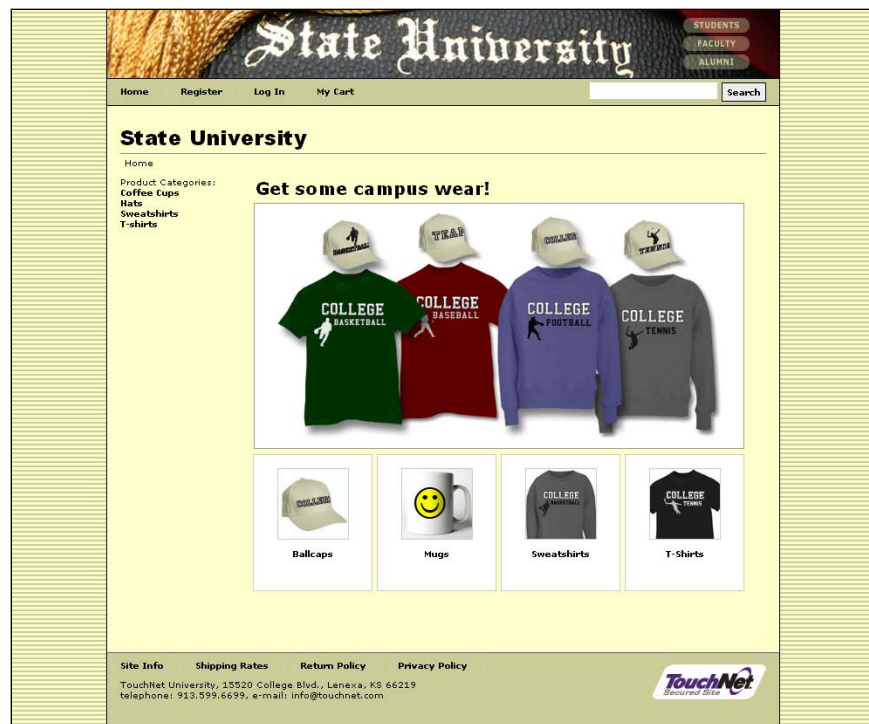 State University
STUDENTS
FACULTY
ALUMNI
Home Register Log In My Cart Search
State University
Home
Product Categories:
Coffee Cups
Hats
Sweatshirts
T-shirts
Get some campus wear!
BASKETBALL TEAM COLLEGE TENNIS
COLLEGE BASKETBALL
COLLEGE BASEBALL
COLLEGE FOOTBALL
COLLEGE TENNIS
COLLEGE
COLLEGE BASKETBALL
COLLEGE TENNIS
Ballcaps Mugs Sweatshirts T-Shirts
Site Info Shipping Rates Return Policy Privacy Policy
TouchNet University, 15520 College Blvd., Lenexa, KS 66219
telephone: 913.599.6699, e-mail: info@touchnet.com
TouchNet
Secured Site